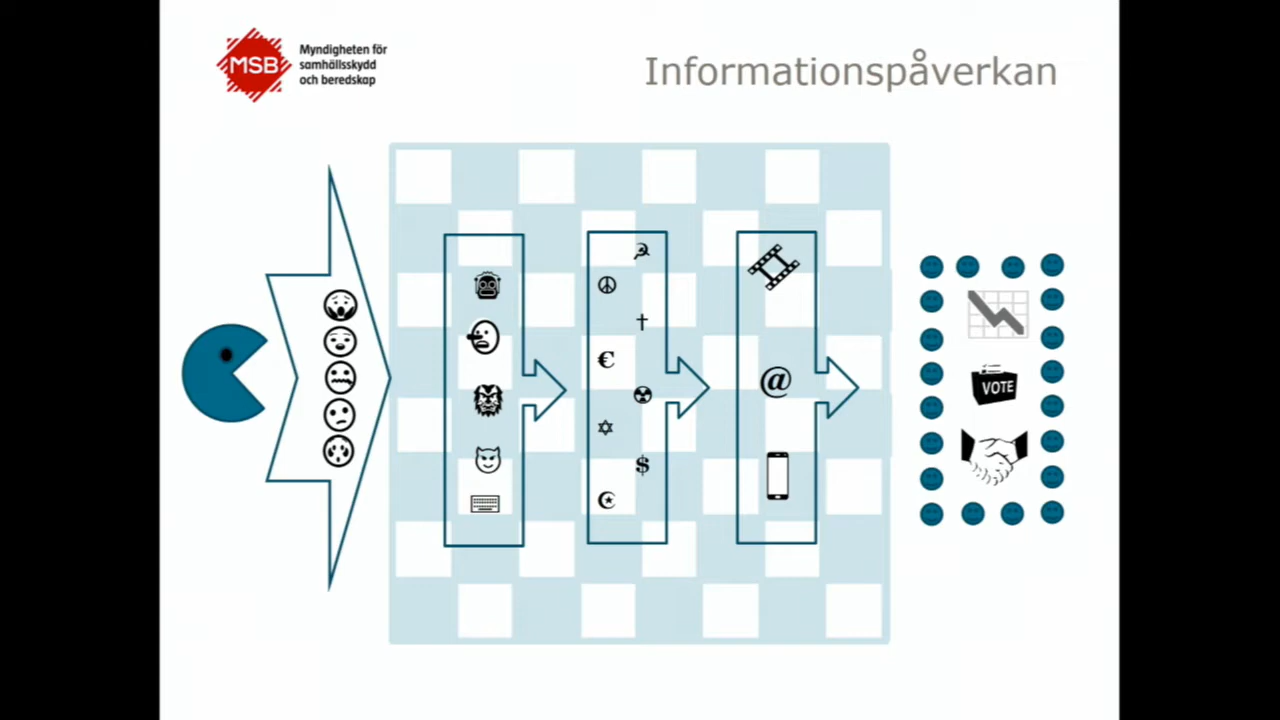 MSB
Myndigheten för
samhällsskydd
och beredskap
Informationspåverkan
€
$
@
VOTE